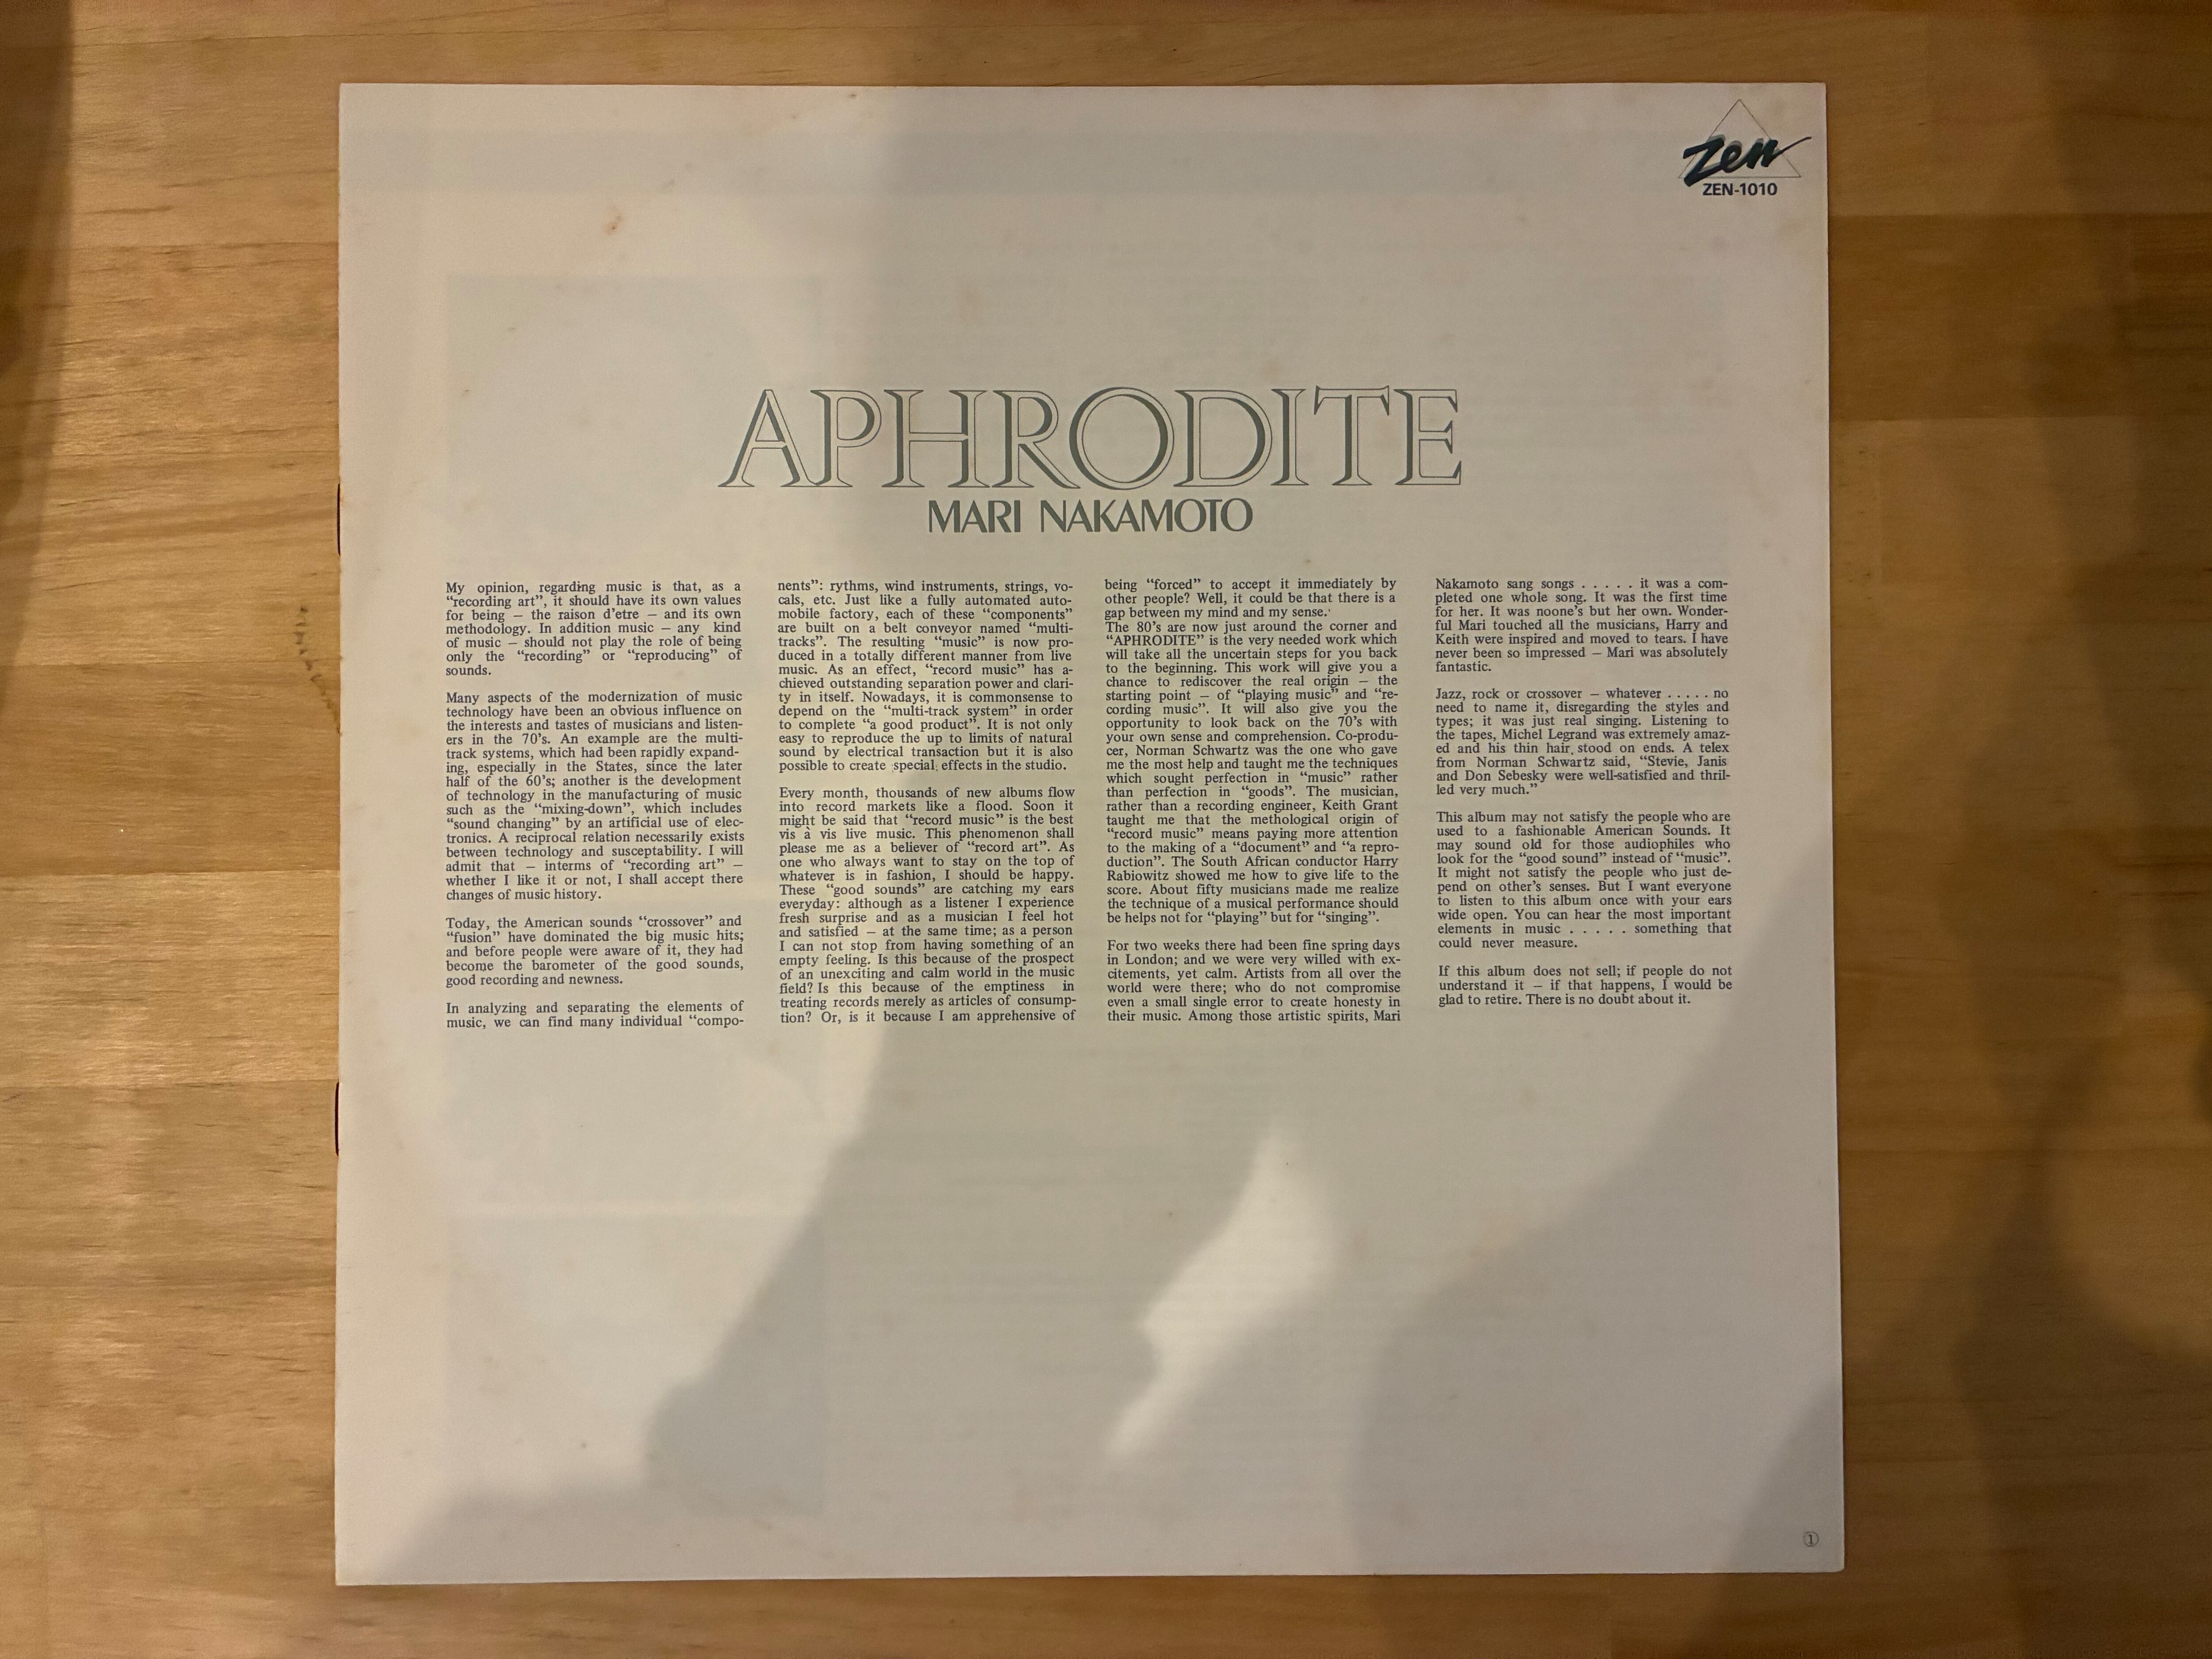 Zen
ZEN-1010
APHRODITE
MARI NAKAMOTO
My opinion, regarding music is that, as a
“recording art”, it should have its own values
for being – the raison d’etre – and its own
methodology. In addition music – any kind
of music – should not play the role of being
only the “recording” or “reproducing” of
sounds.
Many aspects of the modernization of music
technology have been an obvious influence on
the interests and tastes of musicians and listen-
ers in the 70’s. An example are the multi-
track systems, which had been rapidly expand-
ing, especially in the States, since the later
half of the 60’s; another is the development
of technology in the manufacturing of music
such as the “mixing-down”, which includes
“sound changing” by an artificial use of elec-
tronics. A reciprocal relation necessarily exists
between technology and susceptability. I will
admit that – interms of “recording art” –
whether I like it or not, I shall accept there
changes of music history.
Today, the American sounds “crossover” and
“fusion” have dominated the big music hits;
and before people were aware of it, they had
become the barometer of the good sounds,
good recording and newness.
In analyzing and separating the elements of
music, we can find many individual “compo-
nents”: rythms, wind instruments, strings, vo-
cals, etc. Just like a fully automated auto-
mobile factory, each of these “components”
are built on a belt conveyor named “multi-
tracks”. The resulting “music” is now pro-
duced in a totally different manner from live
music. As an effect, “record music” has a-
chieved outstanding separation power and clari-
ty in itself. Nowadays, it is commonsense to
depend on the “multi-track system” in order
to complete “a good product”. It is not only
easy to reproduce the up to limits of natural
sound by electrical transaction but it is also
possible to create special effects in the studio.
Every month, thousands of new albums flow
into record markets like a flood. Soon it
might be said that “record music” is the best
vis à vis live music. This phenomenon shall
please me as a believer of “record art”. As
one who always want to stay on the top of
whatever is in fashion, I should be happy.
These “good sounds” are catching my ears
everyday: although as a listener I experience
fresh surprise and as a musician I feel hot
and satisfied – at the same time; as a person
I can not stop from having something of an
empty feeling. Is this because of the prospect
of an unexciting and calm world in the music
field? Is this because of the emptiness in
treating records merely as articles of consump-
tion? Or, is it because I am apprehensive of
being “forced” to accept it immediately by
other people? Well, it could be that there is a
gap between my mind and my sense.
The 80’s are now just around the corner and
“APHRODITE” is the very needed work which
will take all the uncertain steps for you back
to the beginning. This work will give you a
chance to rediscover the real origin – the
starting point – of “playing music” and “re-
cording music”. It will also give you the
opportunity to look back on the 70’s with
your own sense and comprehension. Co-produ-
cer, Norman Schwartz was the one who gave
me the most help and taught me the techniques
which sought perfection in “music” rather
than perfection in “goods”. The musician,
rather than a recording engineer, Keith Grant
taught me that the methological origin of
“record music” means paying more attention
to the making of a “document” and “a repro-
duction”. The South African conductor Harry
Rabiowitz showed me how to give life to the
score. About fifty musicians made me realize
the technique of a musical performance should
be helps not for “playing” but for “singing”.
For two weeks there had been fine spring days
in London; and we were very willed with ex-
citements, yet calm. Artists from all over the
world were there; who do not compromise
even a small single error to create honesty in
their music. Among those artistic spirits, Mari
Nakamoto sang songs . . . . . it was a com-
pleted one whole song. It was the first time
for her. It was noone’s but her own. Wonder-
ful Mari touched all the musicians, Harry and
Keith were inspired and moved to tears. I have
never been so impressed – Mari was absolutely
fantastic.
Jazz, rock or crossover – whatever . . . . . no
need to name it, disregarding the styles and
types; it was just real singing. Listening to
the tapes, Michel Legrand was extremely amaz-
ed and his thin hair stood on ends. A telex
from Norman Schwartz said, “Stevie, Janis
and Don Sebesky were well-satisfied and thril-
led very much.”
This album may not satisfy the people who are
used to a fashionable American Sounds. It
may sound old for those audiophiles who
look for the “good sound” instead of “music”.
It might not satisfy the people who just de-
pend on other’s senses. But I want everyone
to listen to this album once with your ears
wide open. You can hear the most important
elements in music . . . . . something that
could never measure.
If this album does not sell; if people do not
understand it – if that happens, I would be
glad to retire. There is no doubt about it.
①